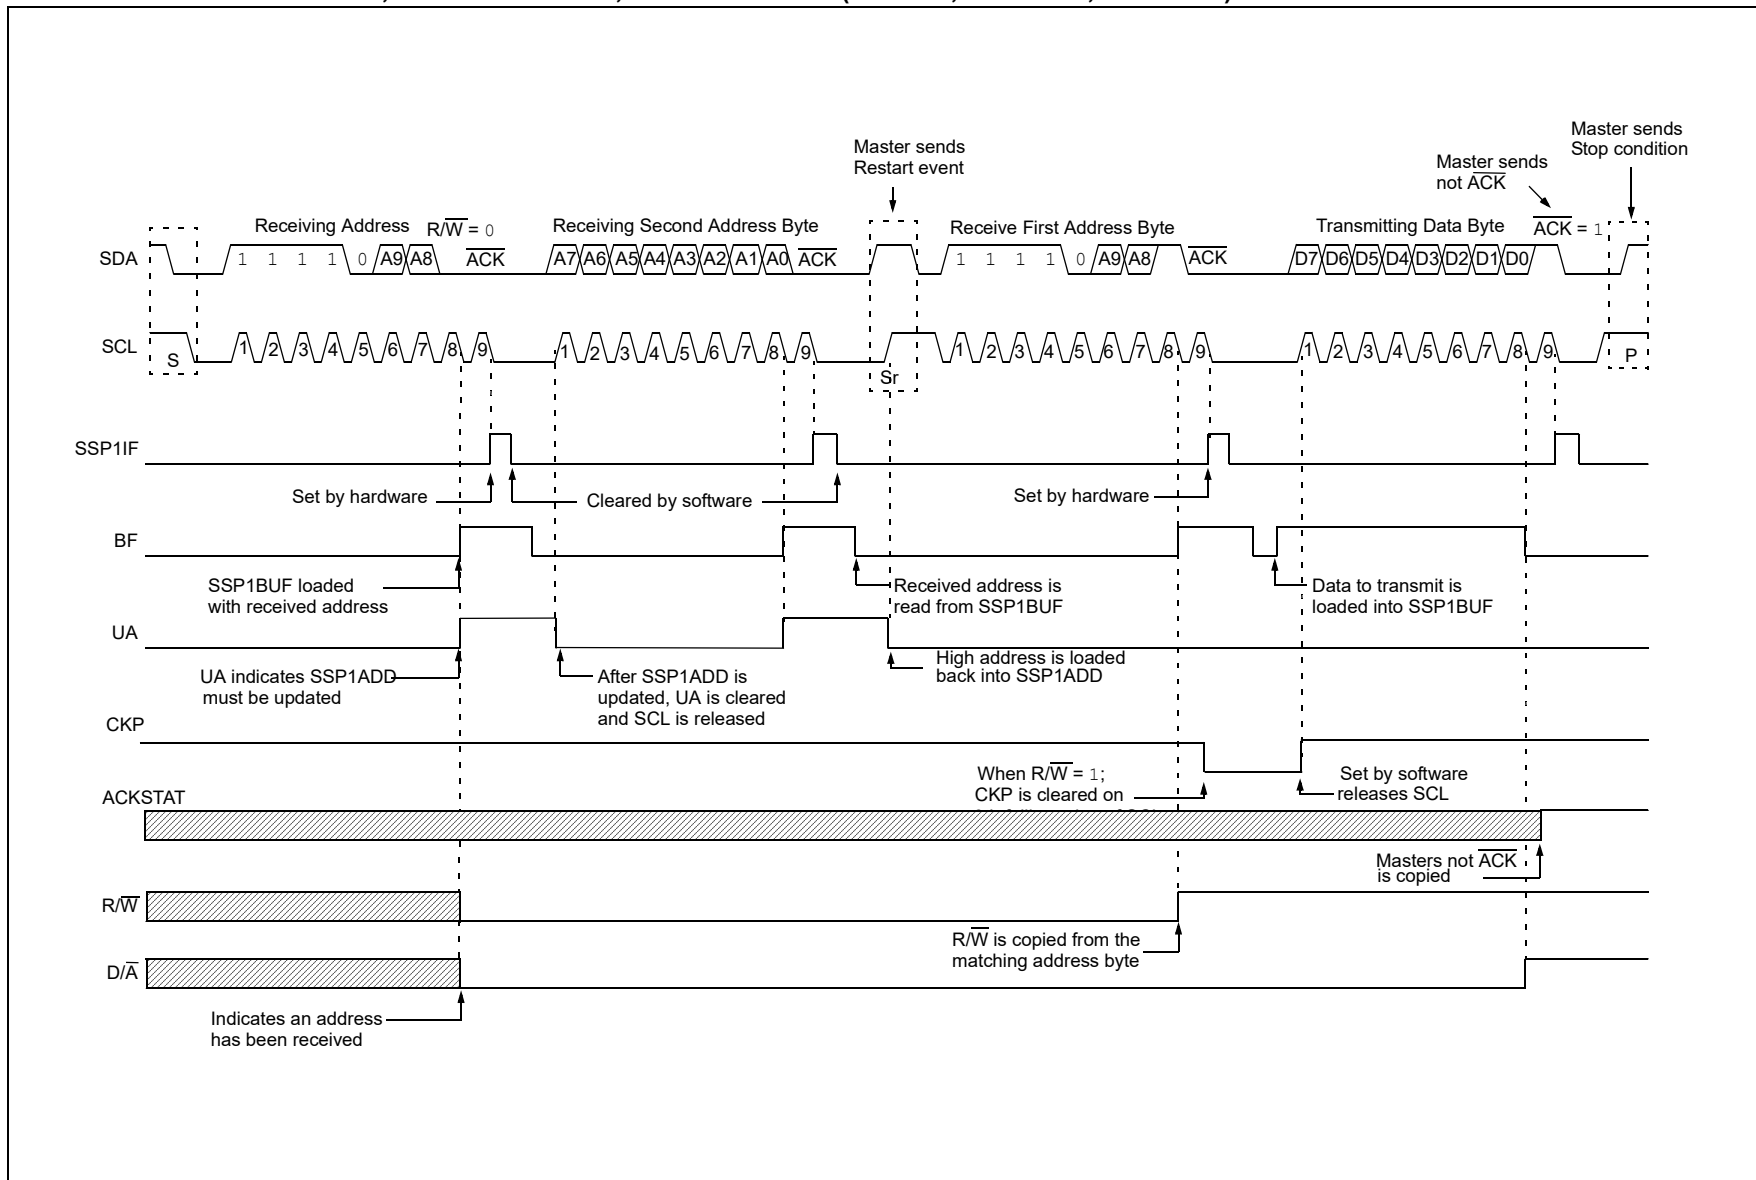 Master sends
Restart event
Master sends
not ACK
Master sends
Stop condition
Receiving Address
R/W = 0
Receiving Second Address Byte
Receive First Address Byte
Transmitting Data Byte
ACK = 1
SDA
1 1 1 1 0 A9 A8 ACK
A7 A6 A5 A4 A3 A2 A1 A0 ACK
1 1 1 1 0 A9 A8 ACK
D7 D6 D5 D4 D3 D2 D1 D0
SCL
S
1 2 3 4 5 6 7 8 9
1 2 3 4 5 6 7 8 9
Sr
1 2 3 4 5 6 7 8 9
1 2 3 4 5 6 7 8 9
P
SSP1IF
Set by hardware
Cleared by software
Set by hardware
BF
SSP1BUF loaded
with received address
Received address is
read from SSP1BUF
Data to transmit is
loaded into SSP1BUF
UA
UA indicates SSP1ADD
must be updated
After SSP1ADD is
updated, UA is cleared
and SCL is released
High address is loaded
back into SSP1ADD
CKP
When R/W = 1;
CKP is cleared on
Set by software
releases SCL
ACKSTAT
Masters not ACK
is copied
R/W
R/W is copied from the
matching address byte
D/A
Indicates an address
has been received